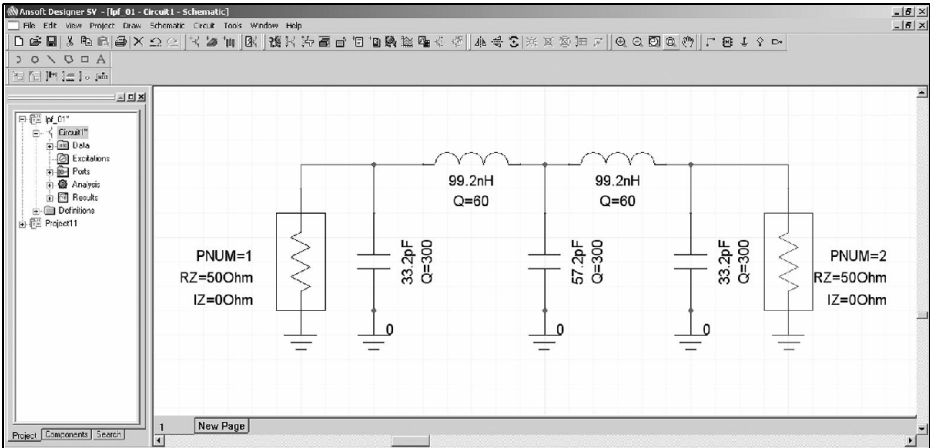 Ansoft Designer SV - [lpf_01 - Circuit1 - Schematic]
File Edit View Project Draw Schematic Circuit Tools Window Help
lpf_01*
Circuit1*
Data
Excitations
Ports
Analysis
Results
Definitions
Project11
99.2nH
Q=60
99.2nH
Q=60
PNUM=1
RZ=50Ohm
IZ=0Ohm
33.2pF
Q=300
57.2pF
Q=300
33.2pF
Q=300
PNUM=2
RZ=50Ohm
IZ=0Ohm
0
0
0
1 New Page
Project Components Search